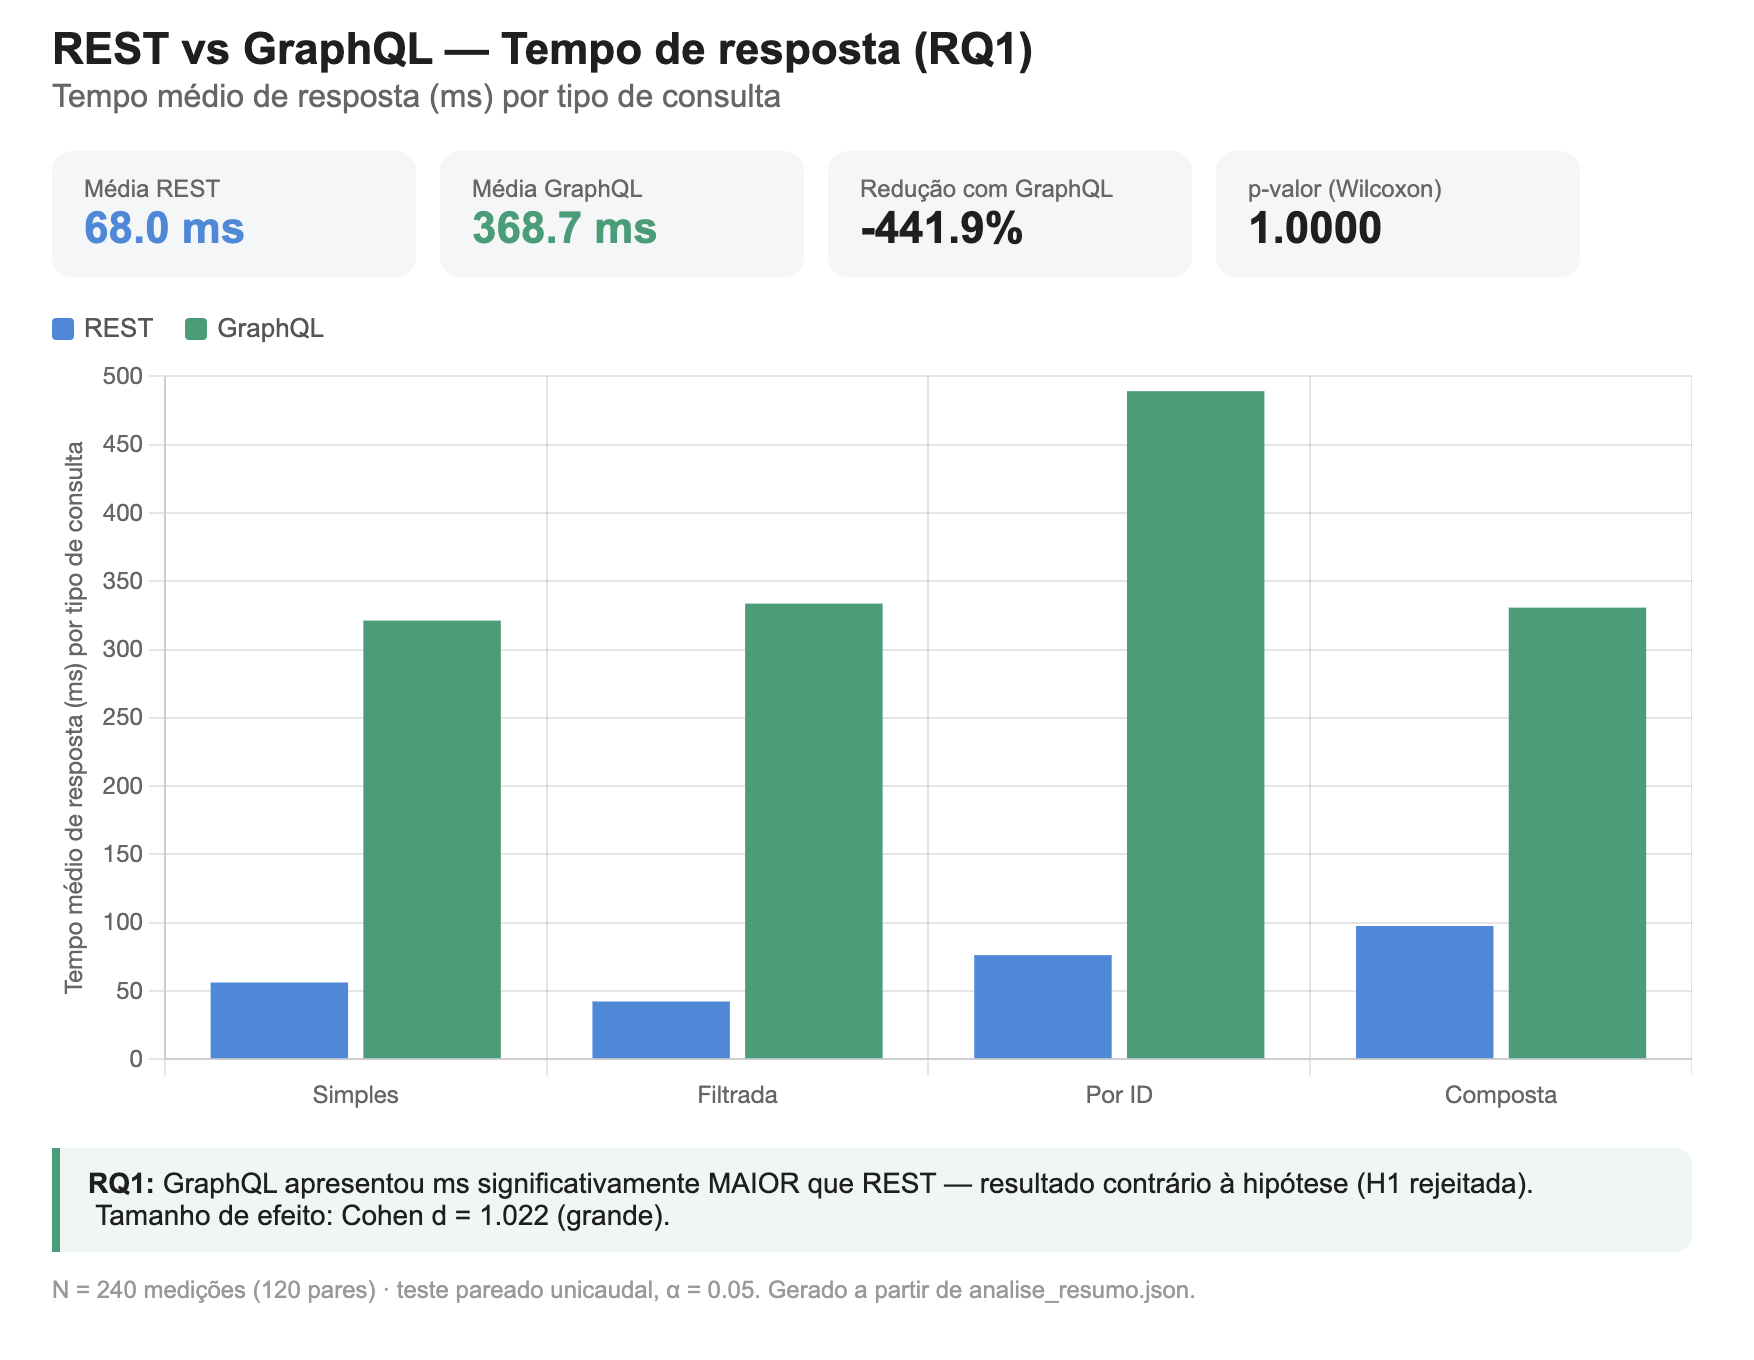 REST vs GraphQL — Tempo de resposta (RQ1)
Tempo médio de resposta (ms) por tipo de consulta
Média REST
68.0 ms
Média GraphQL
368.7 ms
Redução com GraphQL
-441.9%
p-valor (Wilcoxon)
1.0000
REST
GraphQL
Tempo médio de resposta (ms) por tipo de consulta
500
450
400
350
300
250
200
150
100
50
0
Simples
Filtrada
Por ID
Composta
RQ1: GraphQL apresentou ms significativamente MAIOR que REST — resultado contrário à hipótese (H1 rejeitada).
Tamanho de efeito: Cohen d = 1.022 (grande).
N = 240 medições (120 pares) · teste pareado unicaudal, α = 0.05. Gerado a partir de analise_resumo.json.